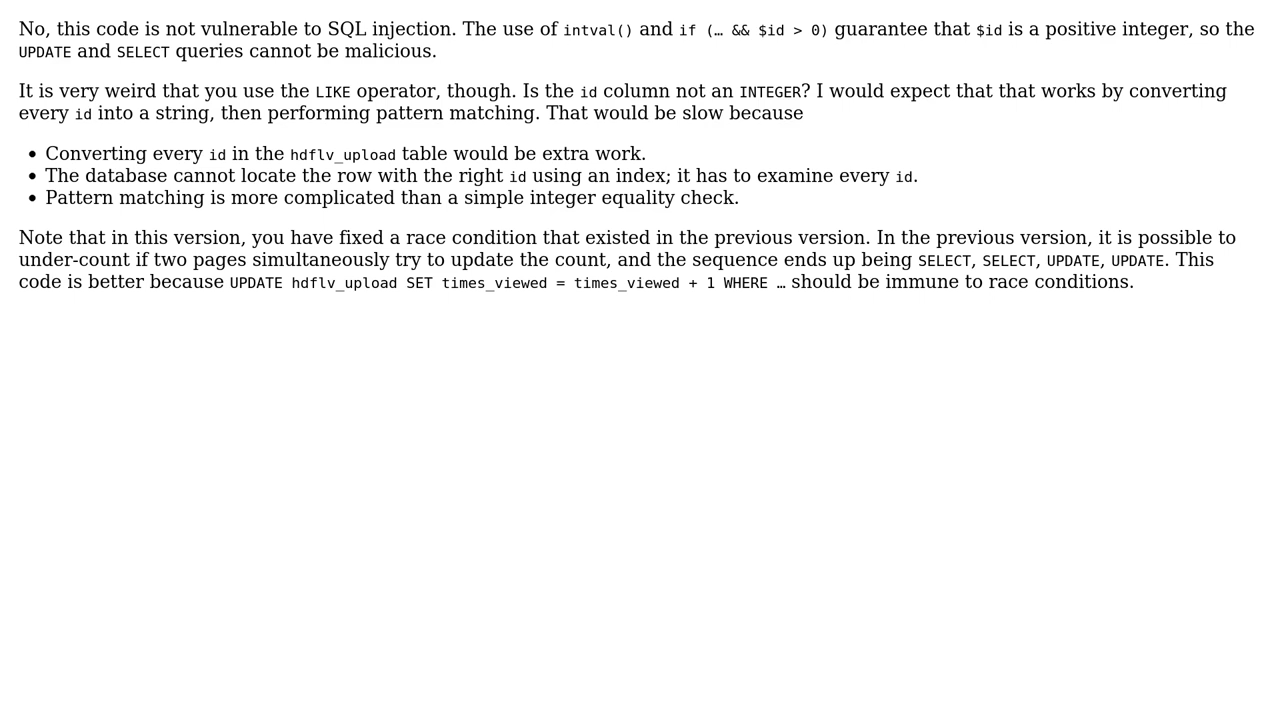 No, this code is not vulnerable to SQL injection. The use of intval() and if (… && $id > 0) guarantee that $id is a positive integer, so the
UPDATE and SELECT queries cannot be malicious.
It is very weird that you use the LIKE operator, though. Is the id column not an INTEGER? I would expect that that works by converting
every id into a string, then performing pattern matching. That would be slow because
• Converting every id in the hdflv_upload table would be extra work.
• The database cannot locate the row with the right id using an index; it has to examine every id.
• Pattern matching is more complicated than a simple integer equality check.
Note that in this version, you have fixed a race condition that existed in the previous version. In the previous version, it is possible to
under-count if two pages simultaneously try to update the count, and the sequence ends up being SELECT, SELECT, UPDATE, UPDATE. This
code is better because UPDATE hdflv_upload SET times_viewed = times_viewed + 1 WHERE … should be immune to race conditions.